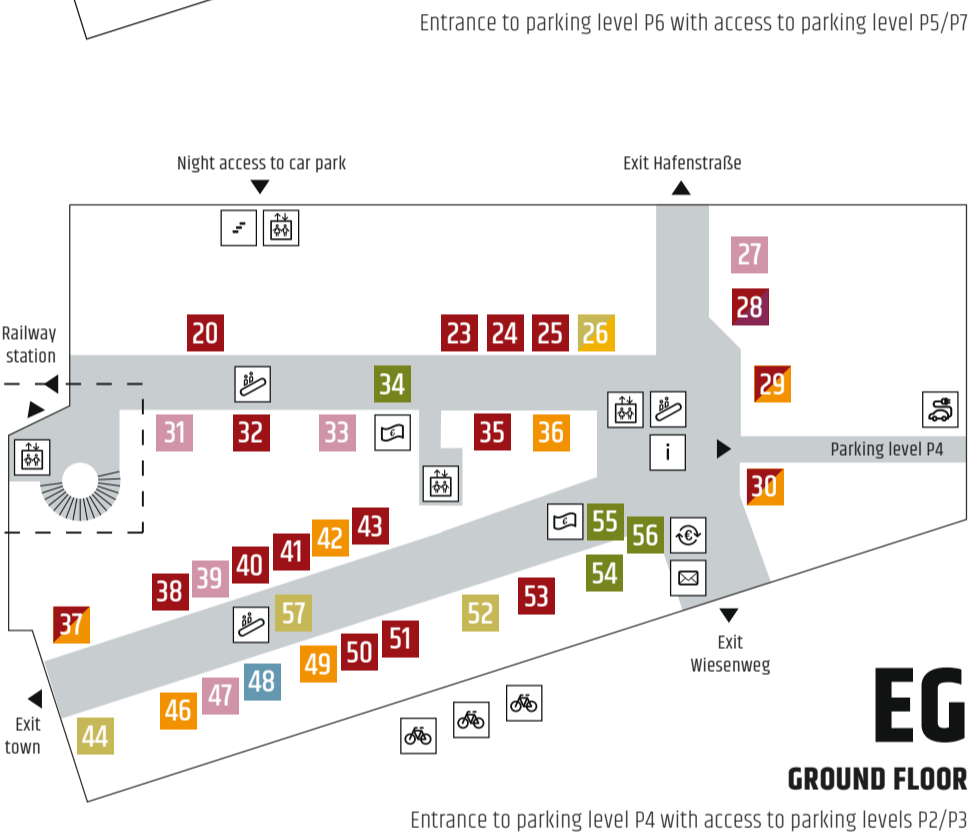 Entrance to parking level P6 with access to parking level P5/P7
Night access to car park
Exit Hafenstraße
27
28
20
23
24
25
26
Railway
station
34
29
31
32
33
€
35
36
i
Parking level P4
30
€
55
56
€
43
42
41
40
39
38
54
57
52
53
37
51
50
49
48
47
46
44
Exit
Wiesenweg
Exit
town
EG
GROUND FLOOR
Entrance to parking level P4 with access to parking levels P2/P3